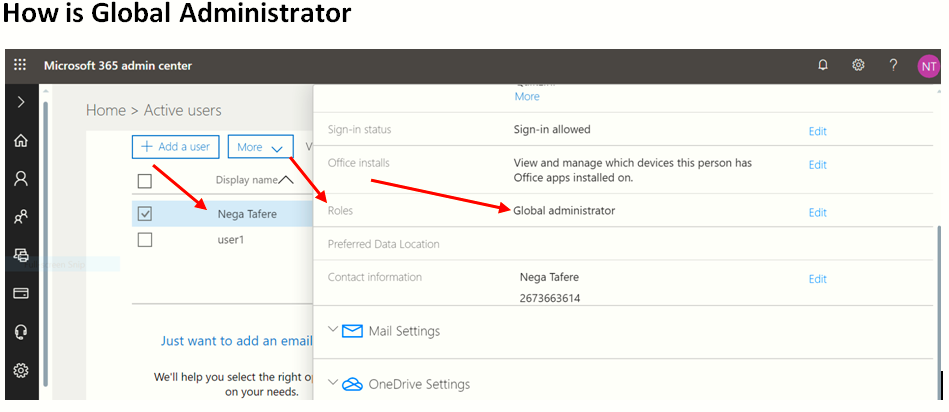 How is Global Administrator
Microsoft 365 admin center
?
NT
Home > Active users
More
+ Add a user
More
V
Display name
Nega Tafere
user1
Just want to add an email
We'll help you select the right o
on your needs.
Sign-in status
Sign-in allowed
Edit
Office installs
View and manage which devices this person has
Office apps installed on.
Edit
Roles
Global administrator
Edit
Preferred Data Location
Contact information
Nega Tafere
2673663614
Edit
Mail Settings
OneDrive Settings